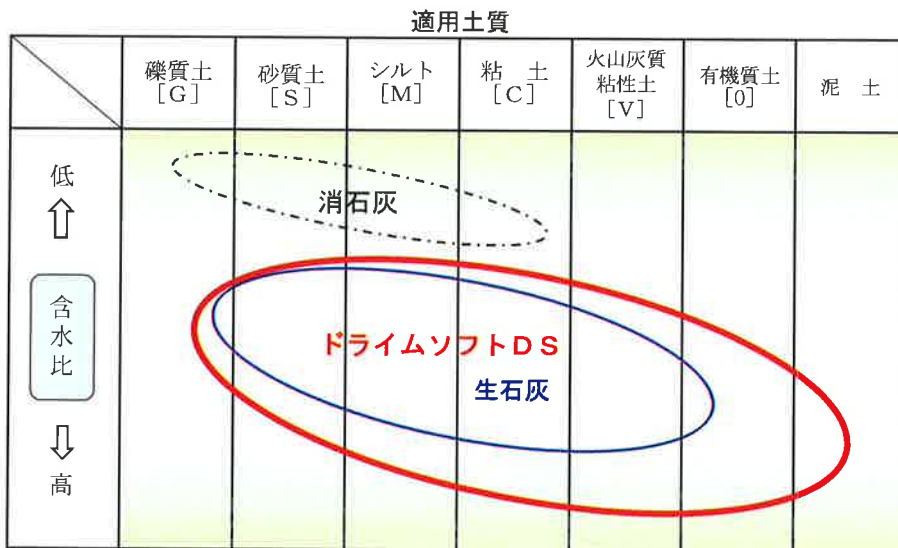 適用土質
礫質土
[G]
砂質土
[S]
シルト
[M]
粘 土
[C]
火山灰質
粘性土
[V]
有機質土
[0]
泥 土
低
含水比
高
消石灰
ドライムソフトDS
生石灰